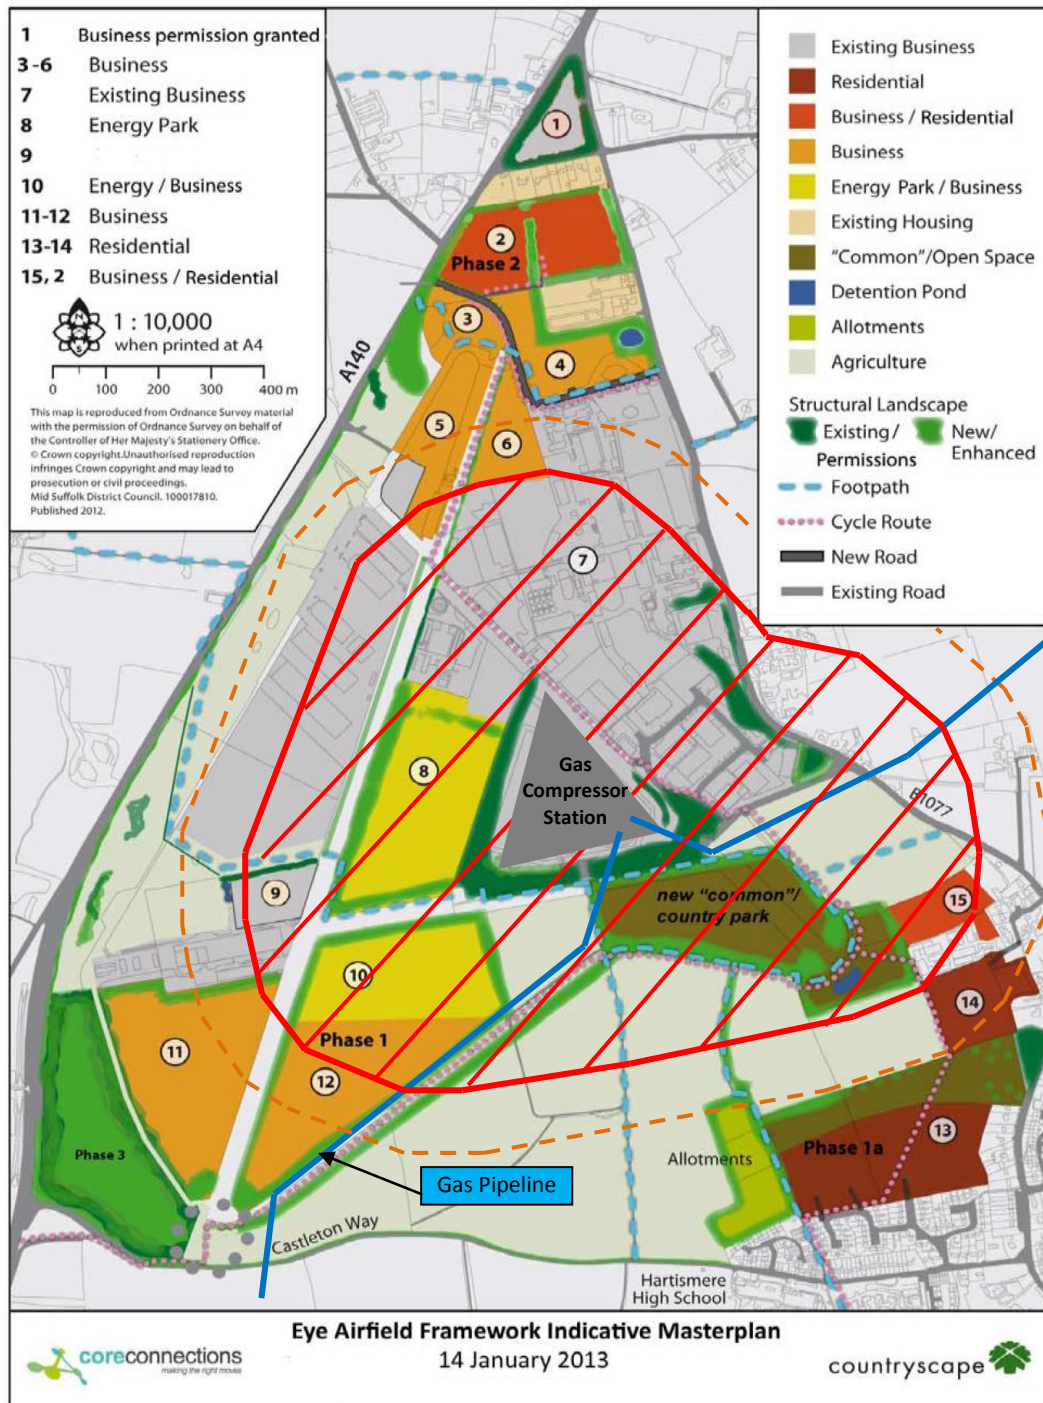 1 Business permission granted
3-6 Business
7 Existing Business
8 Energy Park
9
10 Energy / Business
11-12 Business
13-14 Residential
15, 2 Business / Residential
N
S
1 : 10,000
when printed at A4
0 100 200 300 400 m
This map is reproduced from Ordnance Survey material
with the permission of Ordnance Survey on behalf of
the Controller of Her Majesty's Stationery Office.
© Crown copyright.Unauthorised reproduction
infringes Crown copyright and may lead to
prosecution or civil proceedings.
Mid Suffolk District Council. 100017810.
Published 2012.
Existing Business
Residential
Business / Residential
Business
Energy Park / Business
Existing Housing
"Common"/Open Space
Detention Pond
Allotments
Agriculture
Structural Landscape
Existing/
Permissions
New/
Enhanced
Footpath
Cycle Route
New Road
Existing Road
1
2
Phase 2
3
A140
4
5
6
7
8
Gas
Compressor
Station
B1077
9
new "common"/
country park
15
10
14
Phase 1
11
12
13
Phase 3
Phase 1a
Allotments
Gas Pipeline
Castleton Way
Hartismere
High School
Eye Airfield Framework Indicative Masterplan
14 January 2013
coreconnections
making the right moves
countryscape